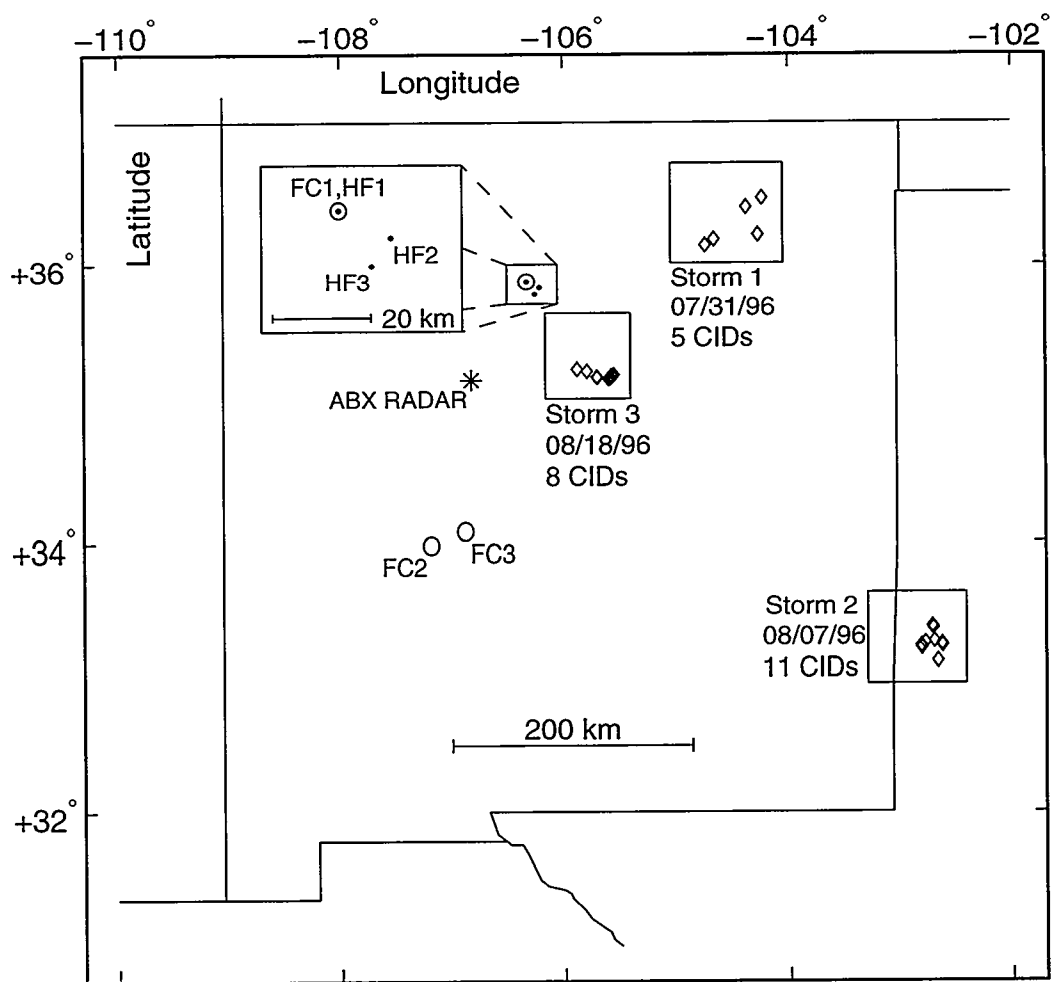 −110° −108° −106° −104° −102°
Longitude
Latitude
+36°
+34°
+32°
FC1,HF1
HF2
HF3
20 km
Storm 1
07/31/96
5 CIDs
ABX RADAR
Storm 3
08/18/96
8 CIDs
FC2
FC3
Storm 2
08/07/96
11 CIDs
200 km